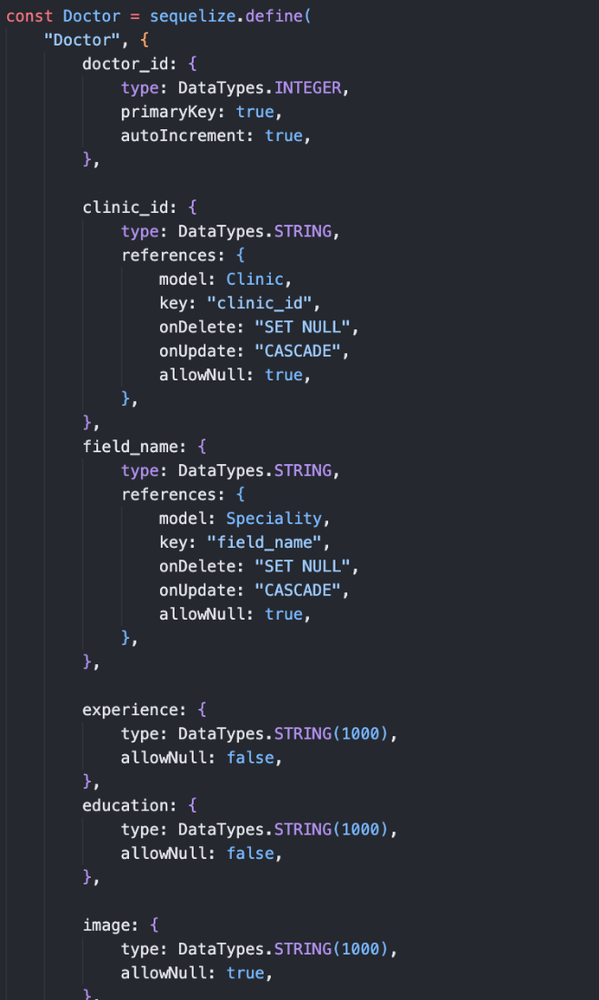 const Doctor = sequelize.define(
    "Doctor", {
        doctor_id: {
            type: DataTypes.INTEGER,
            primaryKey: true,
            autoIncrement: true,
        },

        clinic_id: {
            type: DataTypes.STRING,
            references: {
                model: Clinic,
                key: "clinic_id",
                onDelete: "SET NULL",
                onUpdate: "CASCADE",
                allowNull: true,
            },
        },
        field_name: {
            type: DataTypes.STRING,
            references: {
                model: Speciality,
                key: "field_name",
                onDelete: "SET NULL",
                onUpdate: "CASCADE",
                allowNull: true,
            },
        },

        experience: {
            type: DataTypes.STRING(1000),
            allowNull: false,
        },
        education: {
            type: DataTypes.STRING(1000),
            allowNull: false,
        },

        image: {
            type: DataTypes.STRING(1000),
            allowNull: true,
        },